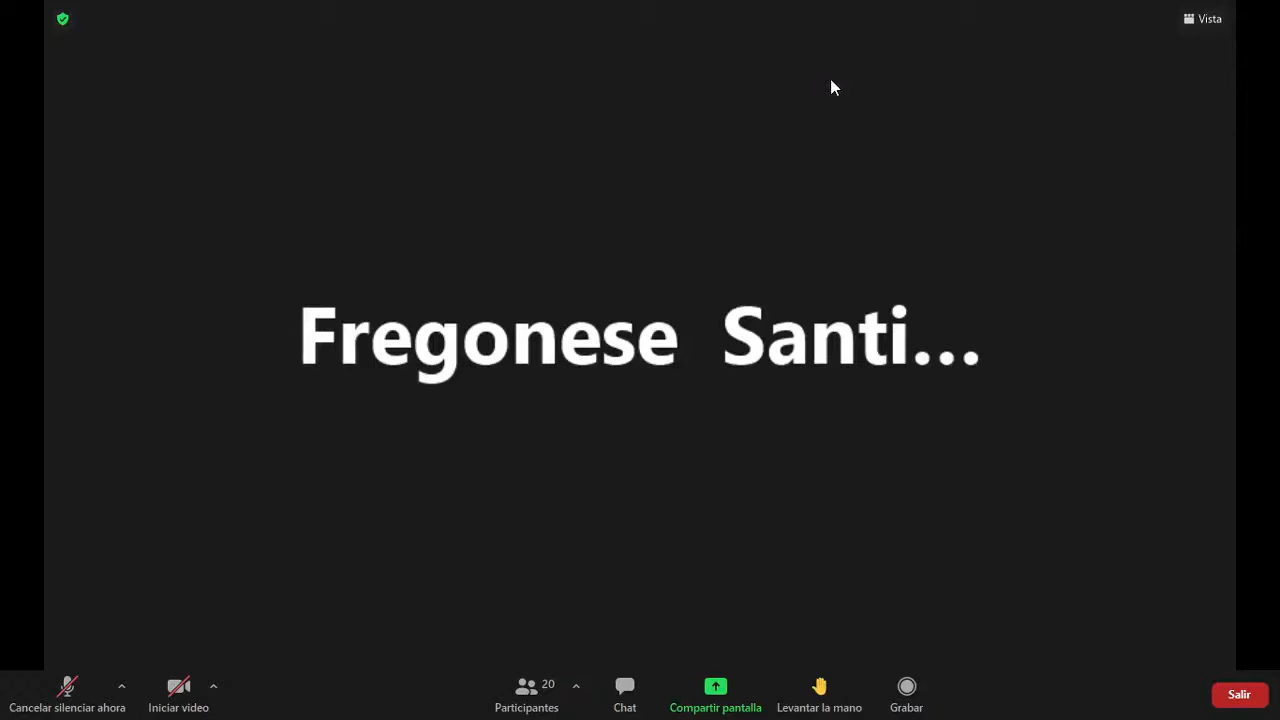 Vista
Fregonese Santi...
Cancelar silenciar ahora
Iniciar video
20
Participantes
Chat
Compartir pantalla
Levantar la mano
Grabar
Salir